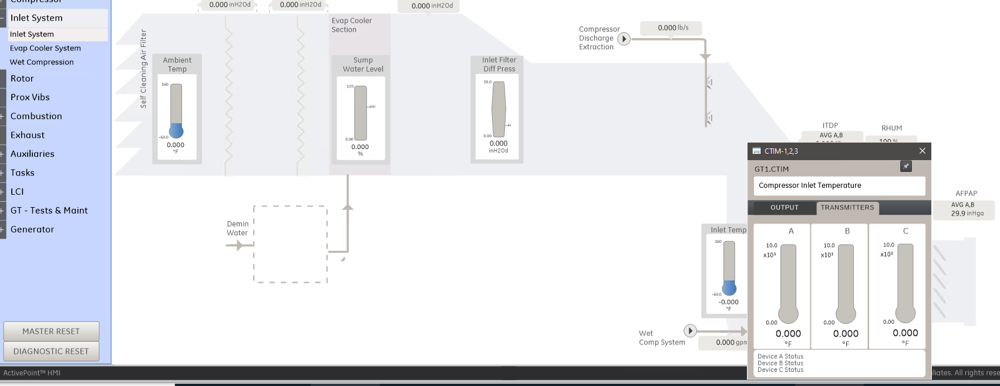 Compressor
Inlet System
Inlet System
Evap Cooler System
Wet Compression
Rotor
Prox Vibs
Combustion
Exhaust
Auxiliaries
Tasks
LCI
GT - Tests & Maint
Generator
MASTER RESET
DIAGNOSTIC RESET
ActivePoint™ HMI
0.000 inH2Od
0.000 inH2Od
0.000 inH2Od
Self Cleaning Air Filter
Evap Cooler
Section
Ambient
Temp
160
-60.0
0.000
°F
Sump
Water Level
120
HH
0.00
0.000
%
Inlet Filter
Diff Press
30.0
H
0.00
0.000
inH2Od
Compressor
Discharge
Extraction
0.000 lb/s
Demin
Water
ITDP
AVG A,B
RHUM
100 %
AFPAP
AVG A,B
29.9 inHga
Inlet Temp
160
-60.0
-0.000
°F
Wet
Comp System
0.000 gpm
CTIM-1,2,3
GT1.CTIM
Compressor Inlet Temperature
OUTPUT
TRANSMITTERS
A
10.0
x10³
0.00
0.000
°F
B
10.0
x10³
0.00
0.000
°F
C
10.0
x10³
0.00
0.000
°F
Device A Status
Device B Status
Device C Status
iliates. All rights rese